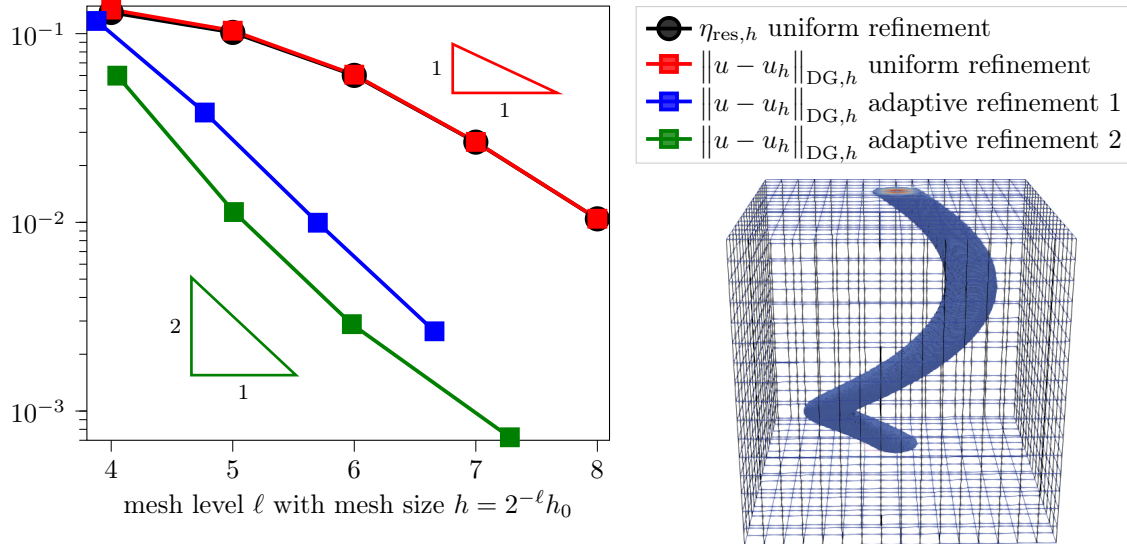 10⁻¹
10⁻²
10⁻³
4 5 6 7 8
mesh level ℓ with mesh size h = 2^{-ℓ}h₀
1
1
2
1
η_{res,h} uniform refinement
‖u − u_h‖_{DG,h} uniform refinement
‖u − u_h‖_{DG,h} adaptive refinement 1
‖u − u_h‖_{DG,h} adaptive refinement 2